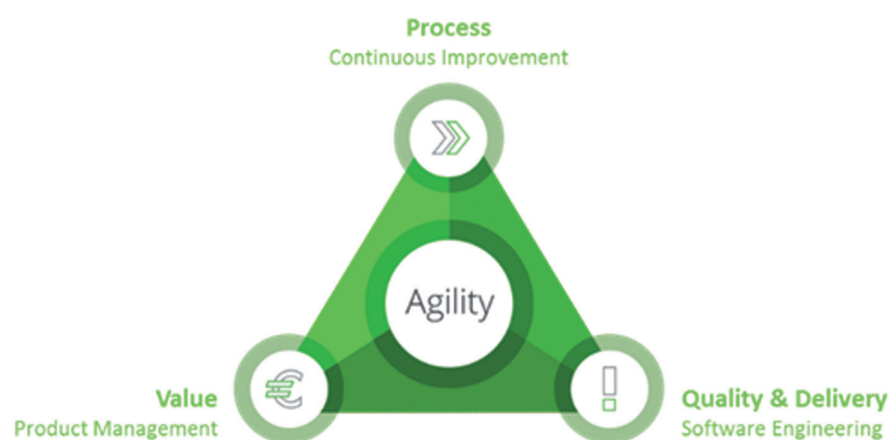 Process
Continuous Improvement
Agility
Value
Product Management
Quality & Delivery
Software Engineering